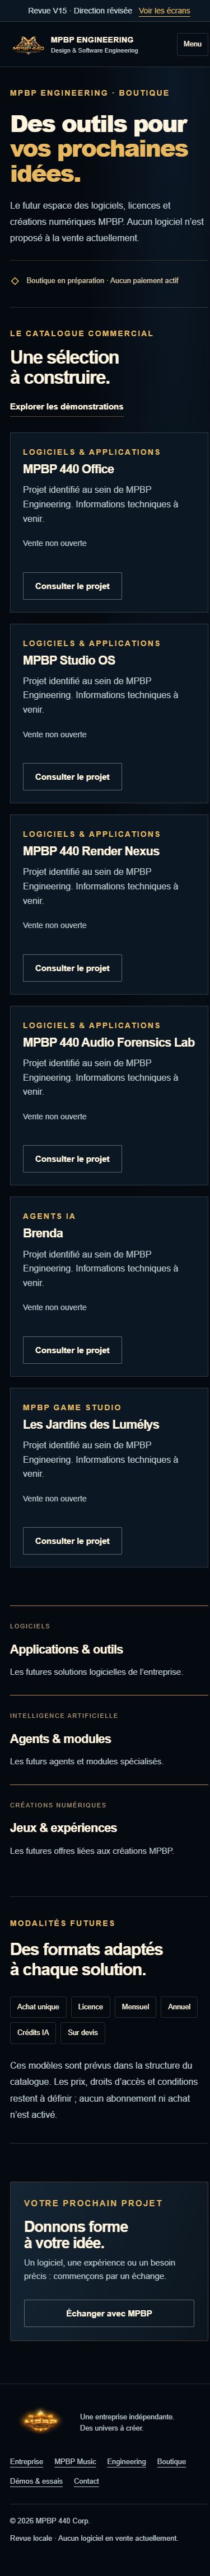 Revue V15 · Direction révisée Voir les écrans
MPBP 440
MPBP ENGINEERING
Design & Software Engineering
Menu
MPBP ENGINEERING · BOUTIQUE
Des outils pour
vos prochaines
idées.
Le futur espace des logiciels, licences et
créations numériques MPBP. Aucun logiciel n’est
proposé à la vente actuellement.
Boutique en préparation · Aucun paiement actif
LE CATALOGUE COMMERCIAL
Une sélection
à construire.
Explorer les démonstrations
LOGICIELS & APPLICATIONS
MPBP 440 Office
Projet identifié au sein de MPBP
Engineering. Informations techniques à
venir.
Vente non ouverte
Consulter le projet
LOGICIELS & APPLICATIONS
MPBP Studio OS
Projet identifié au sein de MPBP
Engineering. Informations techniques à
venir.
Vente non ouverte
Consulter le projet
LOGICIELS & APPLICATIONS
MPBP 440 Render Nexus
Projet identifié au sein de MPBP
Engineering. Informations techniques à
venir.
Vente non ouverte
Consulter le projet
LOGICIELS & APPLICATIONS
MPBP 440 Audio Forensics Lab
Projet identifié au sein de MPBP
Engineering. Informations techniques à
venir.
Vente non ouverte
Consulter le projet
AGENTS IA
Brenda
Projet identifié au sein de MPBP
Engineering. Informations techniques à
venir.
Vente non ouverte
Consulter le projet
MPBP GAME STUDIO
Les Jardins des Lumélys
Projet identifié au sein de MPBP
Engineering. Informations techniques à
venir.
Vente non ouverte
Consulter le projet
LOGICIELS
Applications & outils
Les futures solutions logicielles de l’entreprise.
INTELLIGENCE ARTIFICIELLE
Agents & modules
Les futurs agents et modules spécialisés.
CRÉATIONS NUMÉRIQUES
Jeux & expériences
Les futures offres liées aux créations MPBP.
MODALITÉS FUTURES
Des formats adaptés
à chaque solution.
Achat unique Licence Mensuel Annuel
Crédits IA Sur devis
Ces modèles sont prévus dans la structure du
catalogue. Les prix, droits d’accès et conditions
restent à définir ; aucun abonnement ni achat
n’est activé.
VOTRE PROCHAIN PROJET
Donnons forme
à votre idée.
Un logiciel, une expérience ou un besoin
précis : commençons par un échange.
Échanger avec MPBP
MPBP
Une entreprise indépendante.
Des univers à créer.
Entreprise MPBP Music Engineering Boutique
Démos & essais Contact
© 2026 MPBP 440 Corp.
Revue locale · Aucun logiciel en vente actuellement.